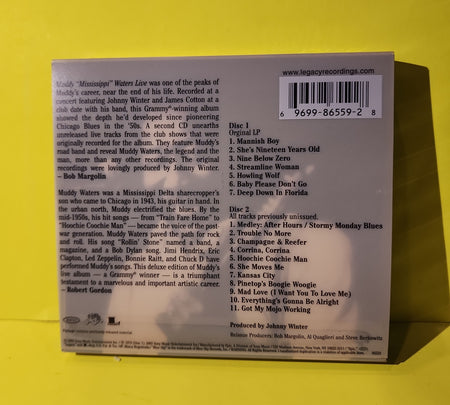 Muddy "Mississippi" Waters Live was one of the peaks
of Muddy's career, near the end of his life. Recorded at a
concert featuring Johnny Winter and James Cotton at a
club date with his band, this Grammy®-winning album
showed the depth he'd developed since pioneering
Chicago Blues in the '50s. A second CD unearths
unreleased live tracks from the club shows that were
originally recorded for the album. They feature Muddy's
road band and reveal Muddy Waters, the legend and the
man, more than any other recordings. The original
recordings were lovingly produced by Johnny Winter.
– Bob Margolin
Muddy Waters was a Mississippi Delta sharecropper's
son who came to Chicago in 1943, his guitar in hand.
In the urban north, Muddy electrified the blues. By the
mid-1950s, his hit songs — from "Train Fare Home" to
"Hoochie Coochie Man" — became the voice of the post-
war generation. Muddy Waters paved the path for rock
and roll. His song "Rollin' Stone" named a band, a
magazine, and a Bob Dylan song. Jimi Hendrix, Eric
Clapton, Led Zeppelin, Bonnie Raitt, and Chuck D have
performed Muddy's songs. This deluxe edition of Muddy's
live album — a Grammy® winner — is a triumphant
testament to a marvelous and important artistic career.
– Robert Gordon
www.legacyrecordings.com
6 9699-86559-2 8
Disc 1
Orginal LP
1. Mannish Boy
2. She's Nineteen Years Old
3. Nine Below Zero
4. Streamline Woman
5. Howling Wolf
6. Baby Please Don't Go
7. Deep Down In Florida
Disc 2
All tracks previously unissued.
1. Medley: After Hours / Stormy Monday Blues
2. Trouble No More
3. Champagne & Reefer
4. Corrina, Corrina
5. Hoochie Coochie Man
6. She Moves Me
7. Kansas City
8. Pinetop's Boogie Woogie
9. Mad Love (I Want You To Love Me)
10. Everything's Gonna Be Alright
11. Got My Mojo Working
Produced by Johnny Winter
Reissue Producers: Bob Margolin, Al Quaglieri and Steve Berkowitz